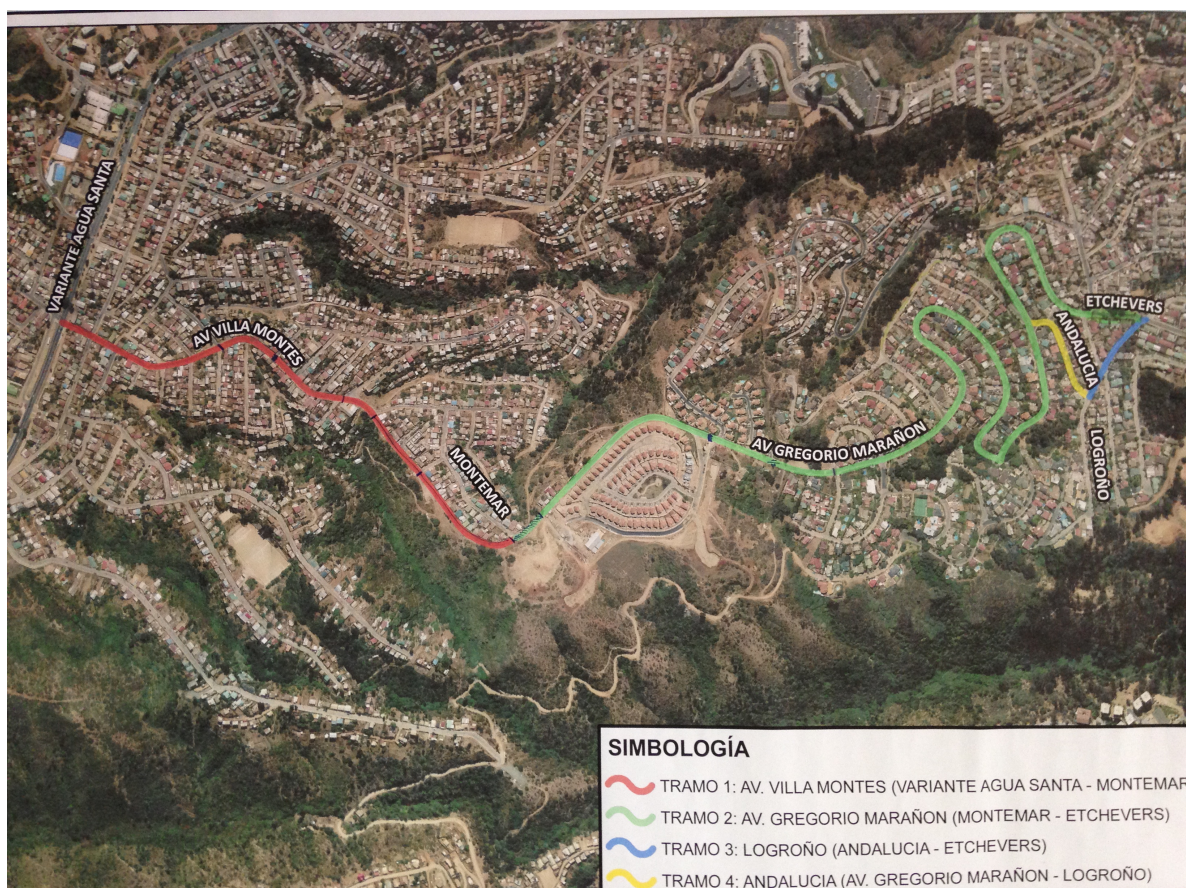 VARIANTE AGUA SANTA
AV VILLA MONTES
MONTEMAR
AV GREGORIO MARAÑON
ANDALUCIA
ETCHEVERS
LOGROÑO
SIMBOLOGÍA
TRAMO 1: AV. VILLA MONTES (VARIANTE AGUA SANTA - MONTEMAR
TRAMO 2: AV. GREGORIO MARAÑON (MONTEMAR - ETCHEVERS)
TRAMO 3: LOGROÑO (ANDALUCIA - ETCHEVERS)
TRAMO 4: ANDALUCIA (AV. GREGORIO MARAÑON - LOGROÑO)